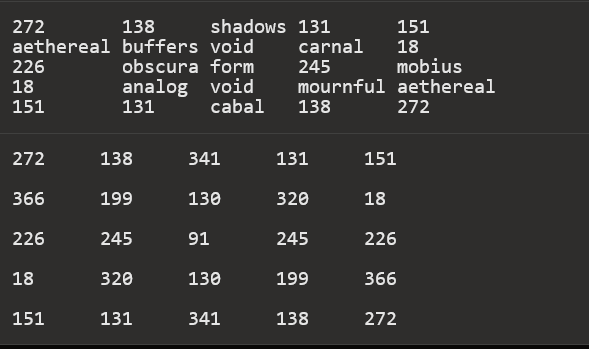 272 138 shadows 131 151
aethereal buffers void carnal 18
226 obscura form 245 mobius
18 analog void mournful aethereal
151 131 cabal 138 272
272 138 341 131 151
366 199 130 320 18
226 245 91 245 226
18 320 130 199 366
151 131 341 138 272